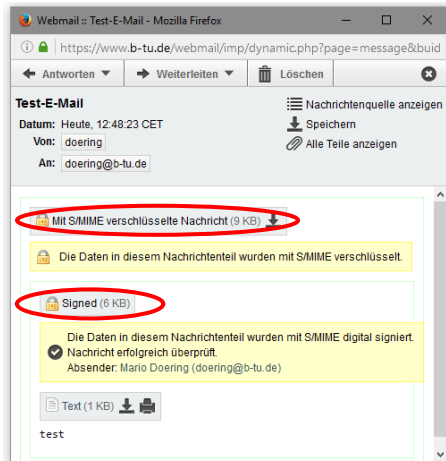 Webmail :: Test-E-Mail - Mozilla Firefox
https://www.b-tu.de/webmail/imp/dynamic.php?page=message&buid
Antworten Weiterleiten Löschen
Test-E-Mail
Nachrichtenquelle anzeigen
Datum: Heute, 12:48:23 CET
Speichern
Von: doering
Alle Teile anzeigen
An: doering@b-tu.de
Mit S/MIME verschlüsselte Nachricht (9 KB)
Die Daten in diesem Nachrichtenteil wurden mit S/MIME verschlüsselt.
Signed (6 KB)
Die Daten in diesem Nachrichtenteil wurden mit S/MIME digital signiert.
Nachricht erfolgreich überprüft.
Absender: Mario Doering (doering@b-tu.de)
Text (1 KB)
test